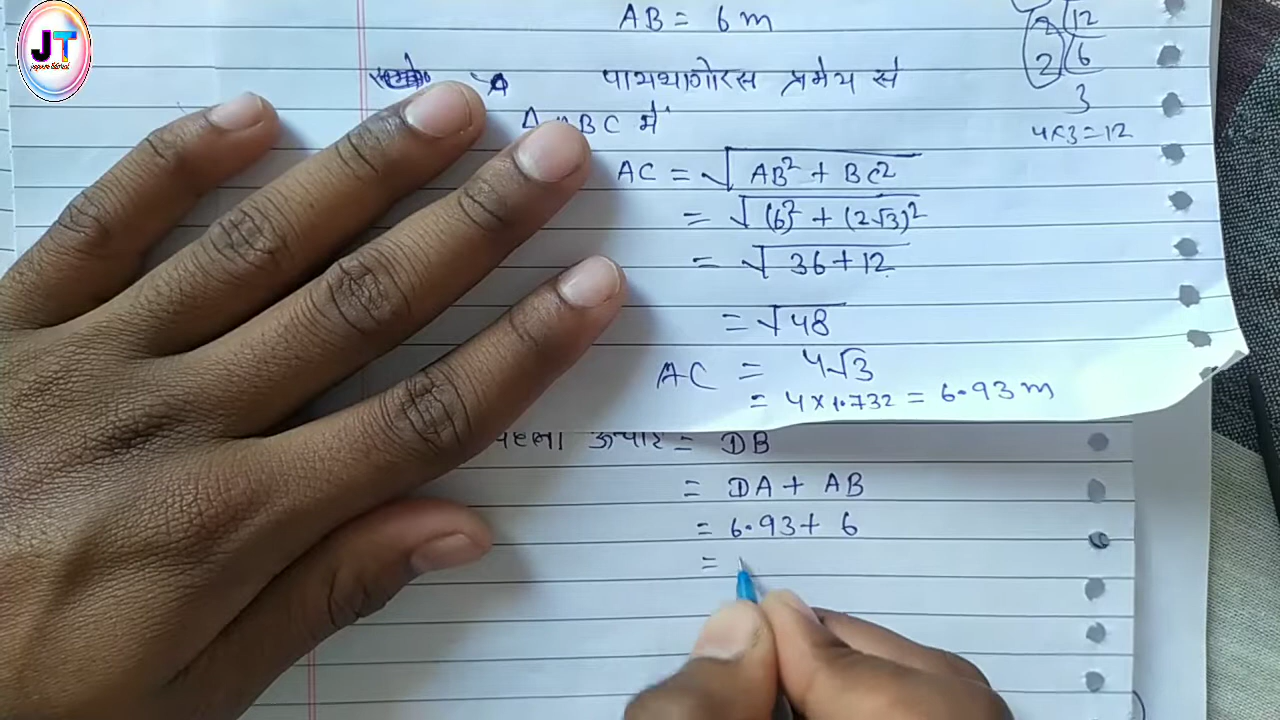 JT
AB = 6 m
2 12
2 6
3
4×3=12
पायथागोरस प्रमेय से
Δ ABC में
AC = √AB² + BC²
= √(6)² + (2√3)²
= √36+12
= √48
AC = 4√3
= 4×1.732 = 6.93 m
ऊंचाई = DB
= DA + AB
= 6.93 + 6
=